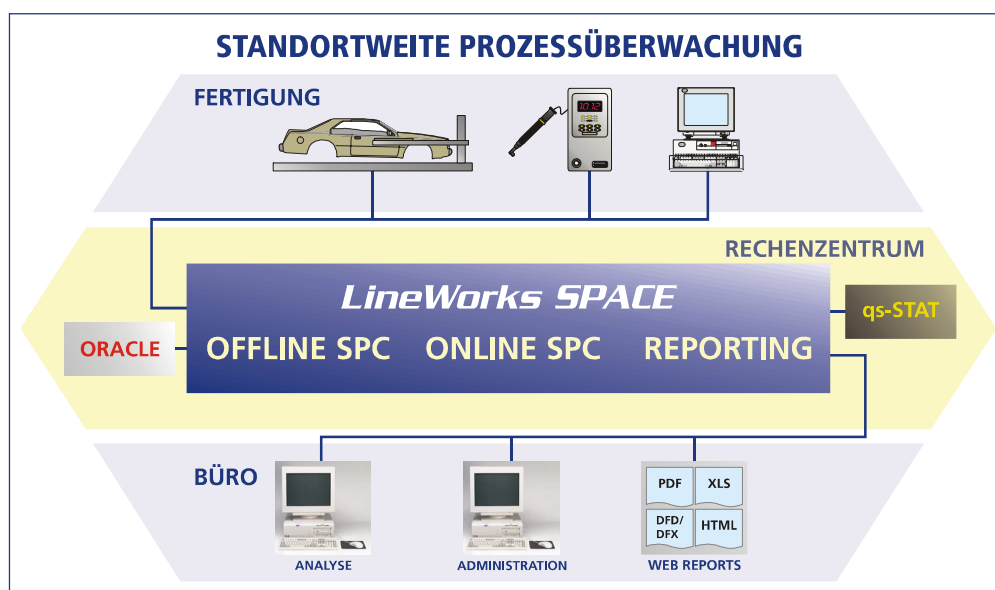 STANDORTWEITE PROZESSÜBERWACHUNG
FERTIGUNG
10.12
RECHENZENTRUM
LineWorks SPACE
qs-STAT
ORACLE
OFFLINE SPC ONLINE SPC REPORTING
BÜRO
PDF XLS
DFD/ HTML
DFX
ANALYSE ADMINISTRATION WEB REPORTS